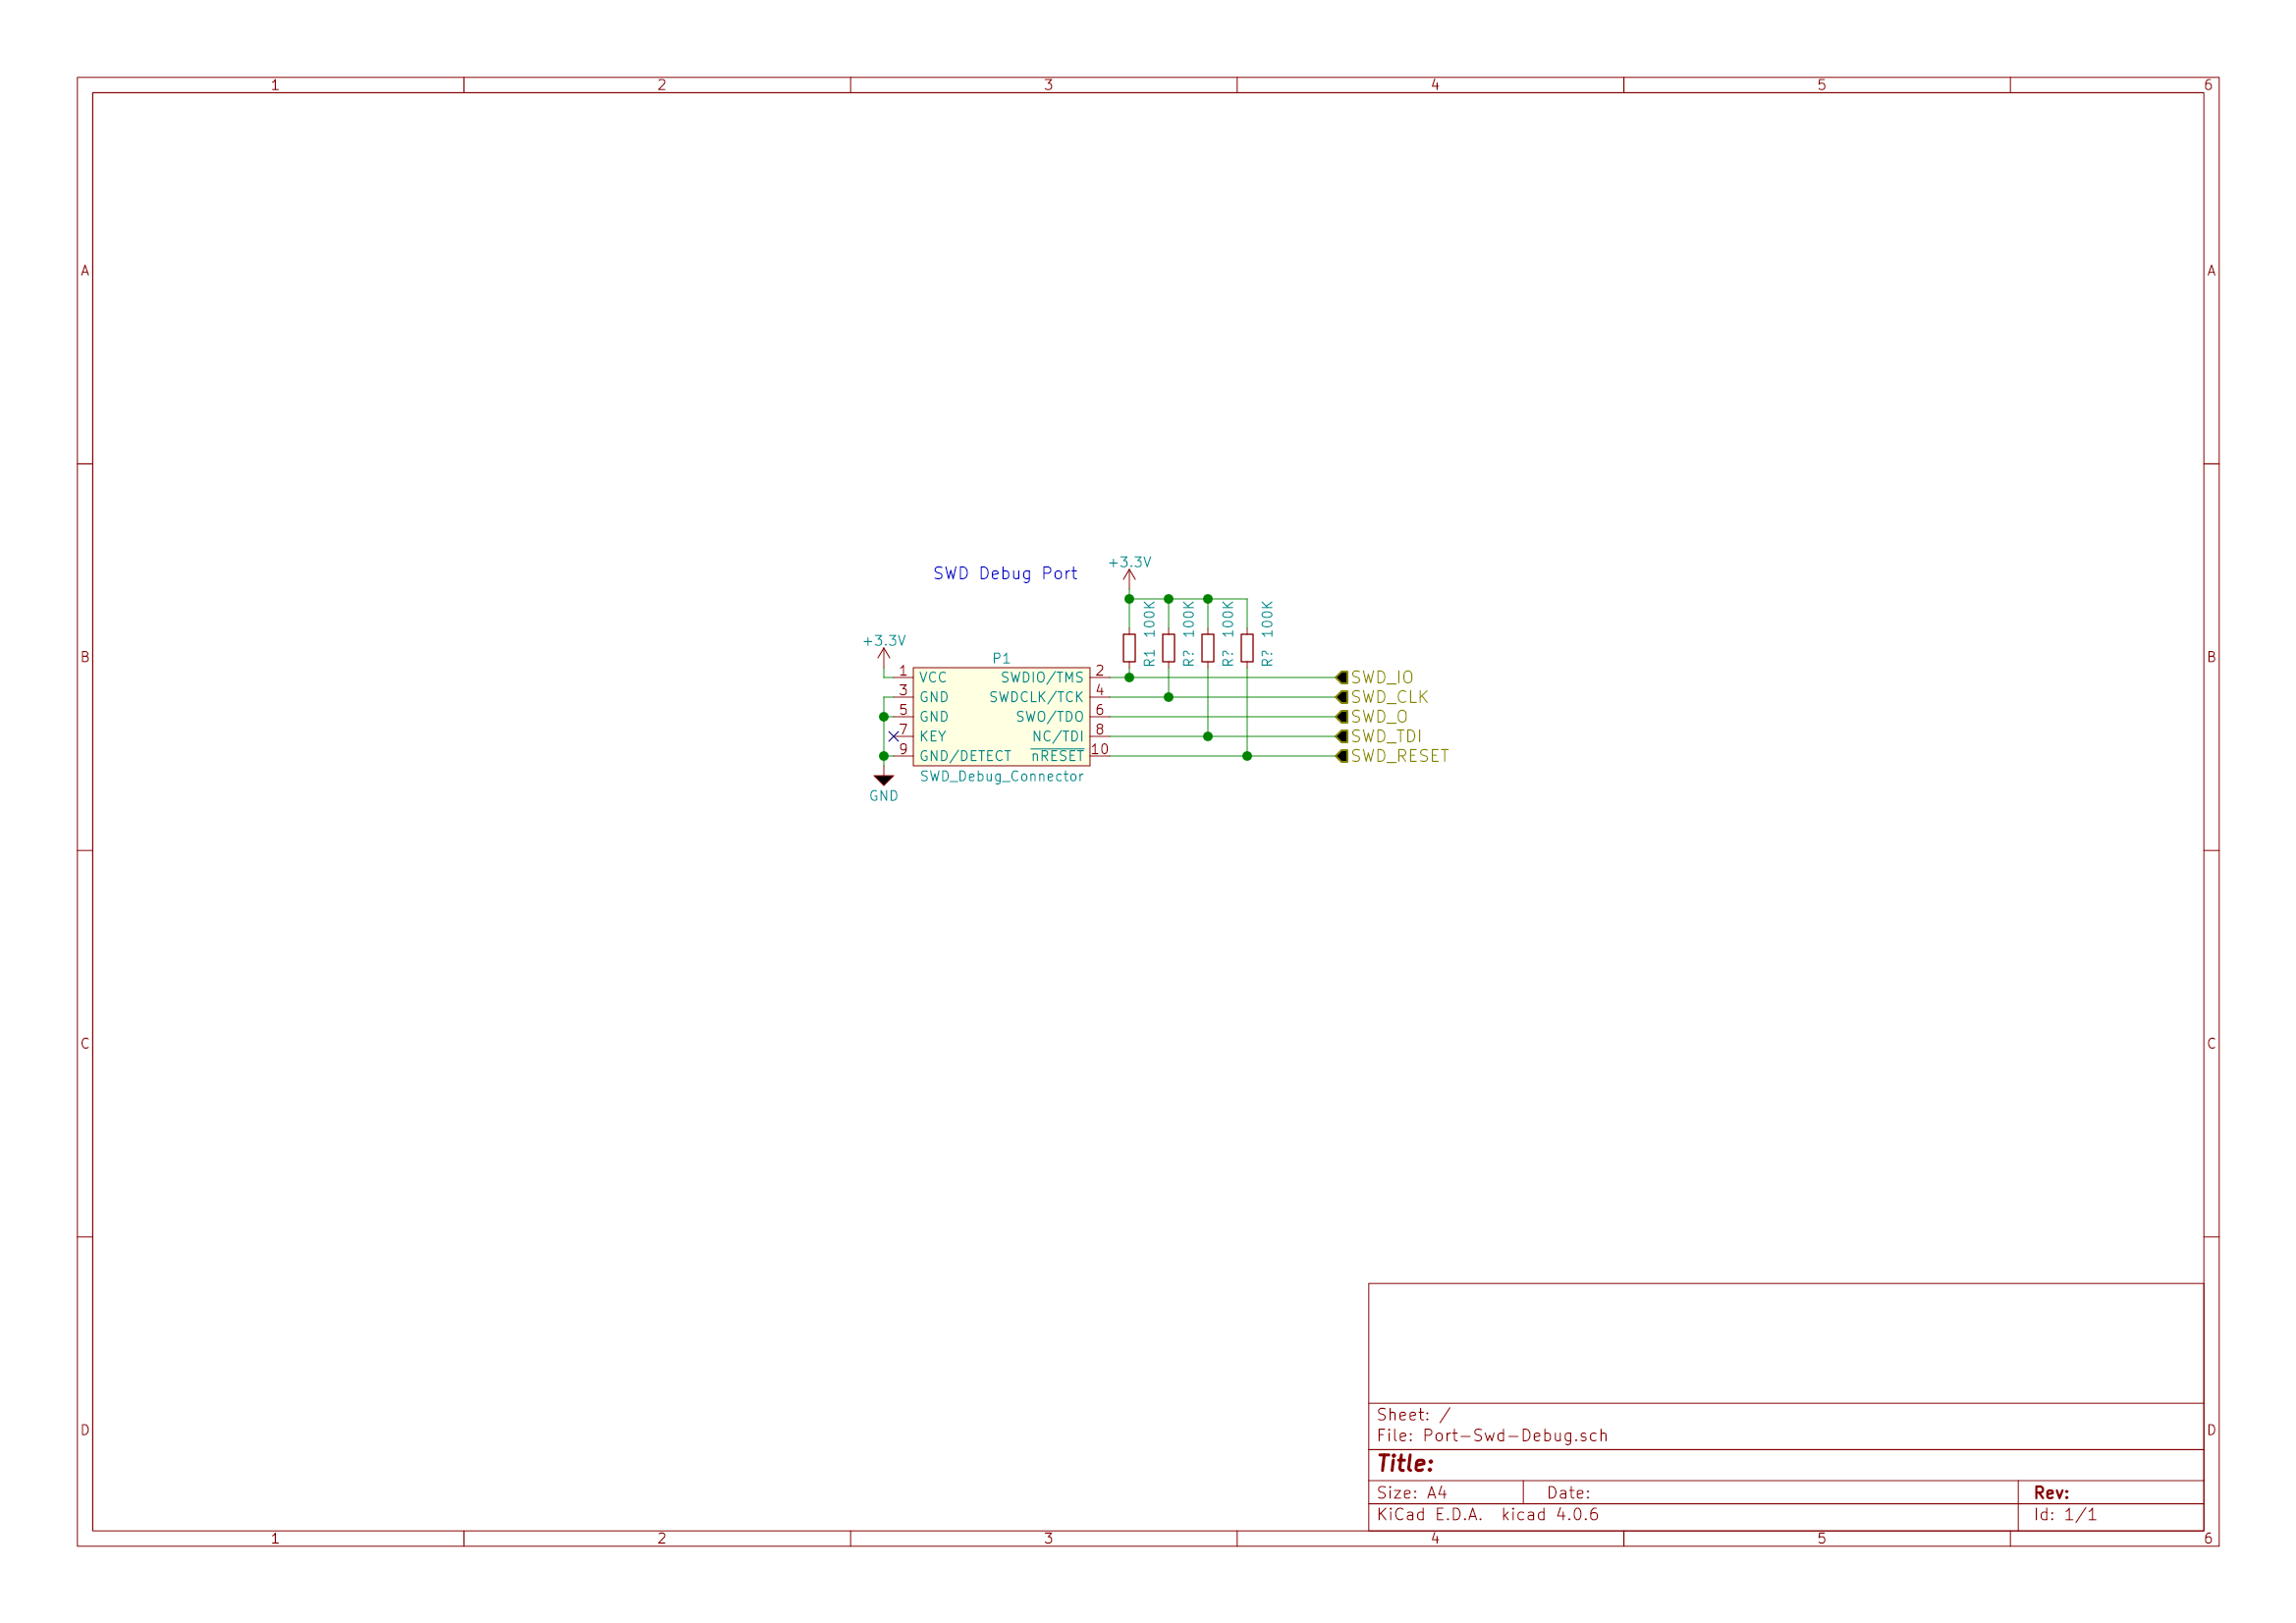 1 2 3 4 5 6
A A
SWD Debug Port
+3.3V
R1 100K
R? 100K
R? 100K
R? 100K
+3.3V
B B
P1
1 VCC SWDIO/TMS 2 SWD_IO
3 GND SWDCLK/TCK 4 SWD_CLK
5 GND SWO/TDO 6 SWD_O
7 KEY NC/TDI 8 SWD_TDI
9 GND/DETECT nRESET 10 SWD_RESET
SWD_Debug_Connector
GND
C C
Sheet: /
D D
File: Port-Swd-Debug.sch
Title:
Size: A4 Date: Rev:
KiCad E.D.A. kicad 4.0.6 Id: 1/1
1 2 3 4 5 6